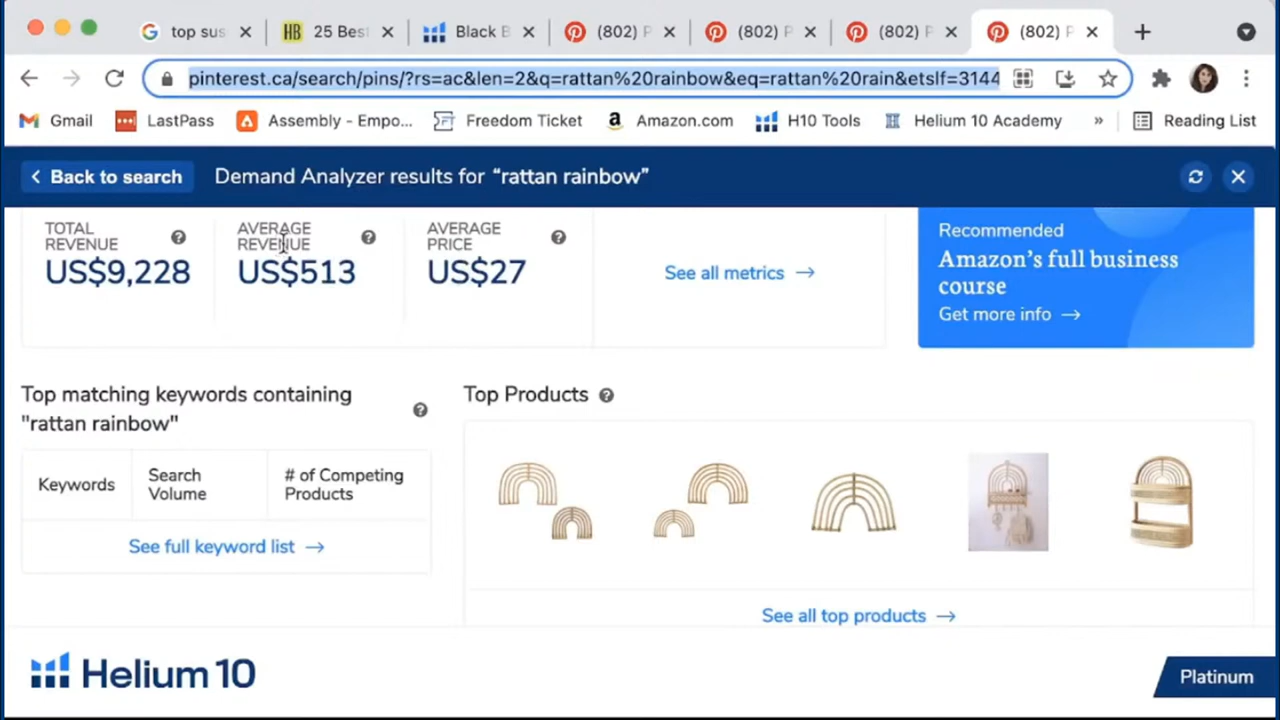 top sus
25 Best
Black B
(802) P
(802) P
(802) P
(802) P
pinterest.ca/search/pins/?rs=ac&len=2&q=rattan%20rainbow&eq=rattan%20rain&etslf=3144
Gmail
LastPass
Assembly - Empo...
Freedom Ticket
Amazon.com
H10 Tools
Helium 10 Academy
»
Reading List
Back to search
Demand Analyzer results for “rattan rainbow”
TOTAL
REVENUE
US$9,228
AVERAGE
REVENUE
US$513
AVERAGE
PRICE
US$27
See all metrics →
Recommended
Amazon’s full business
course
Get more info →
Top matching keywords containing
"rattan rainbow"
Keywords
Search
Volume
# of Competing
Products
See full keyword list →
Top Products
See all top products →
Helium 10
Platinum